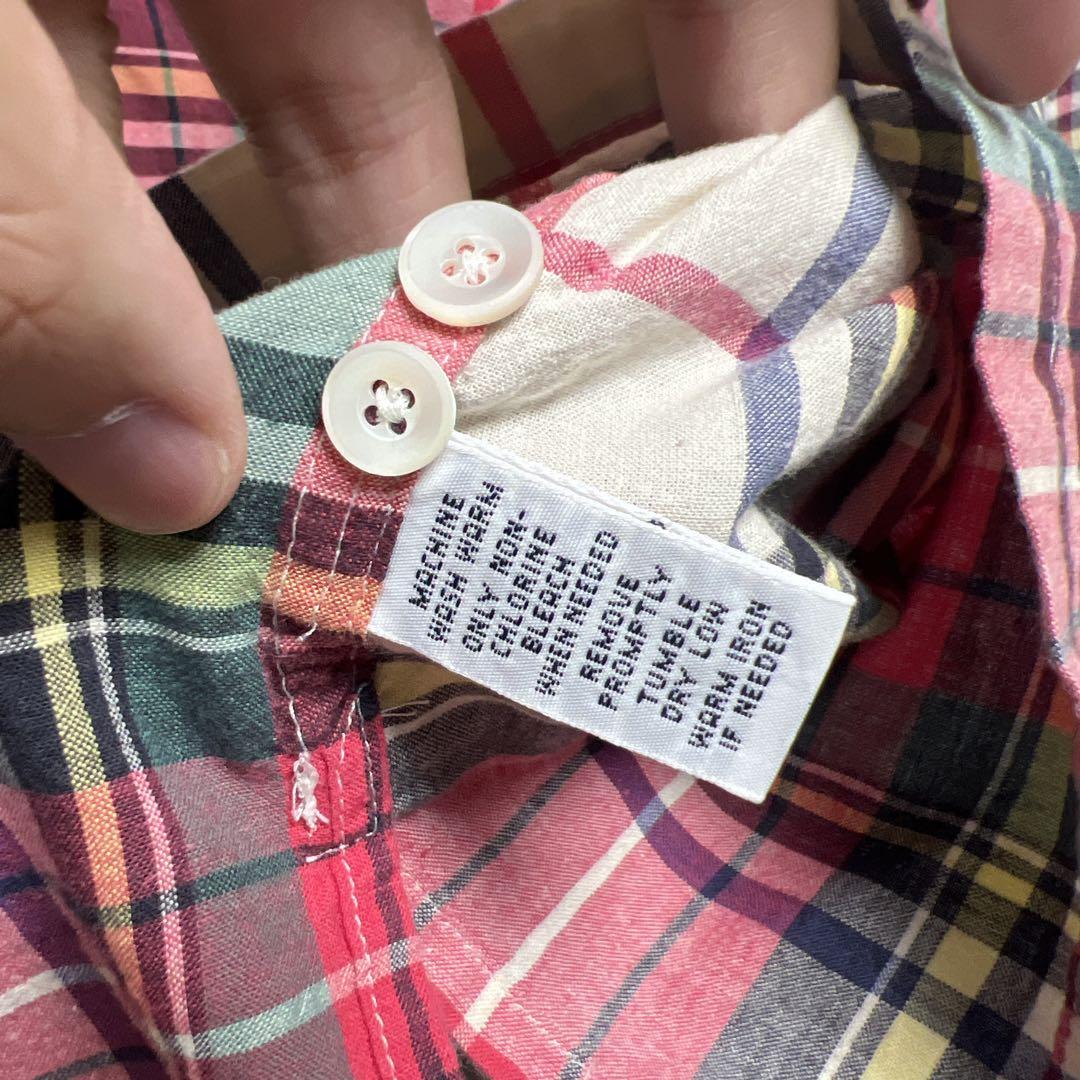 MACHINE
WASH WARM
ONLY NON-
CHLORINE
BLEACH
WHEN NEEDED
REMOVE
PROMPTLY
TUMBLE
DRY LOW
WARM IRON
IF NEEDED